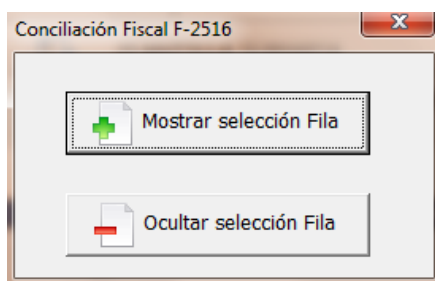 Conciliación Fiscal F-2516
Mostrar selección Fila
Ocultar selección Fila